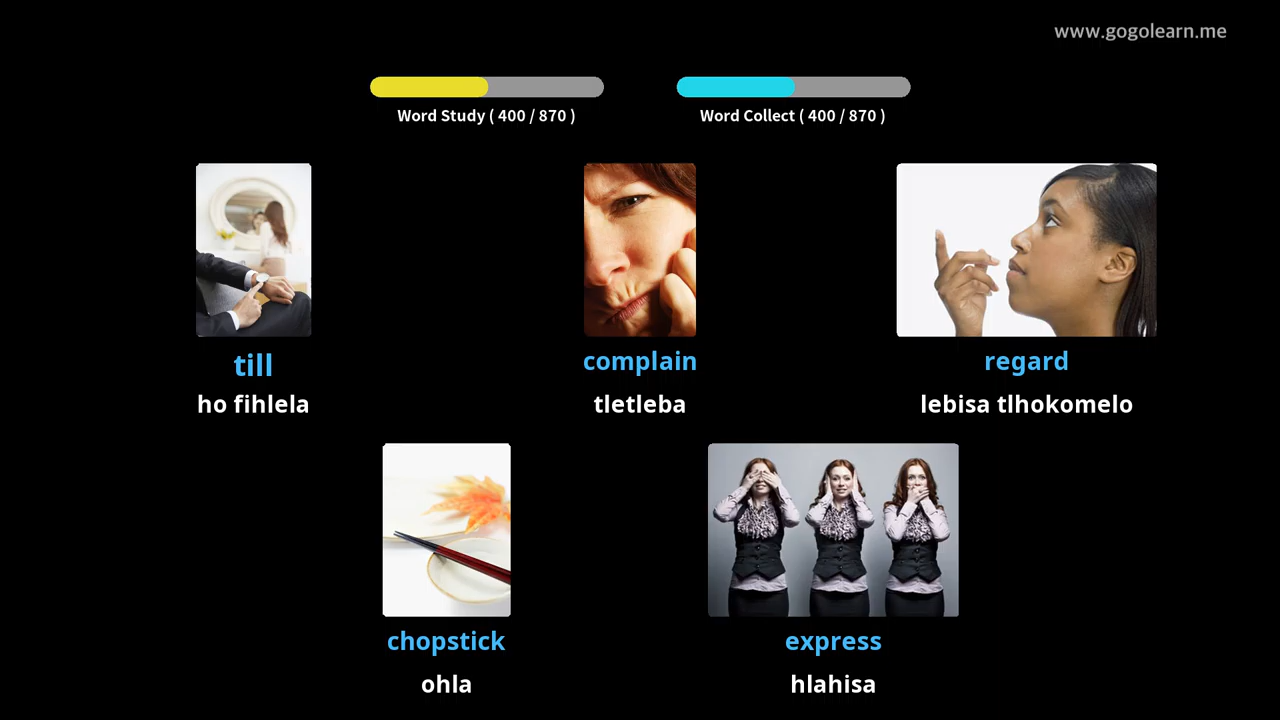 www.gogolearn.me
Word Study ( 400 / 870 )
Word Collect ( 400 / 870 )
till
ho fihlela
complain
tletleba
regard
lebisa tlhokomelo
chopstick
ohla
express
hlahisa